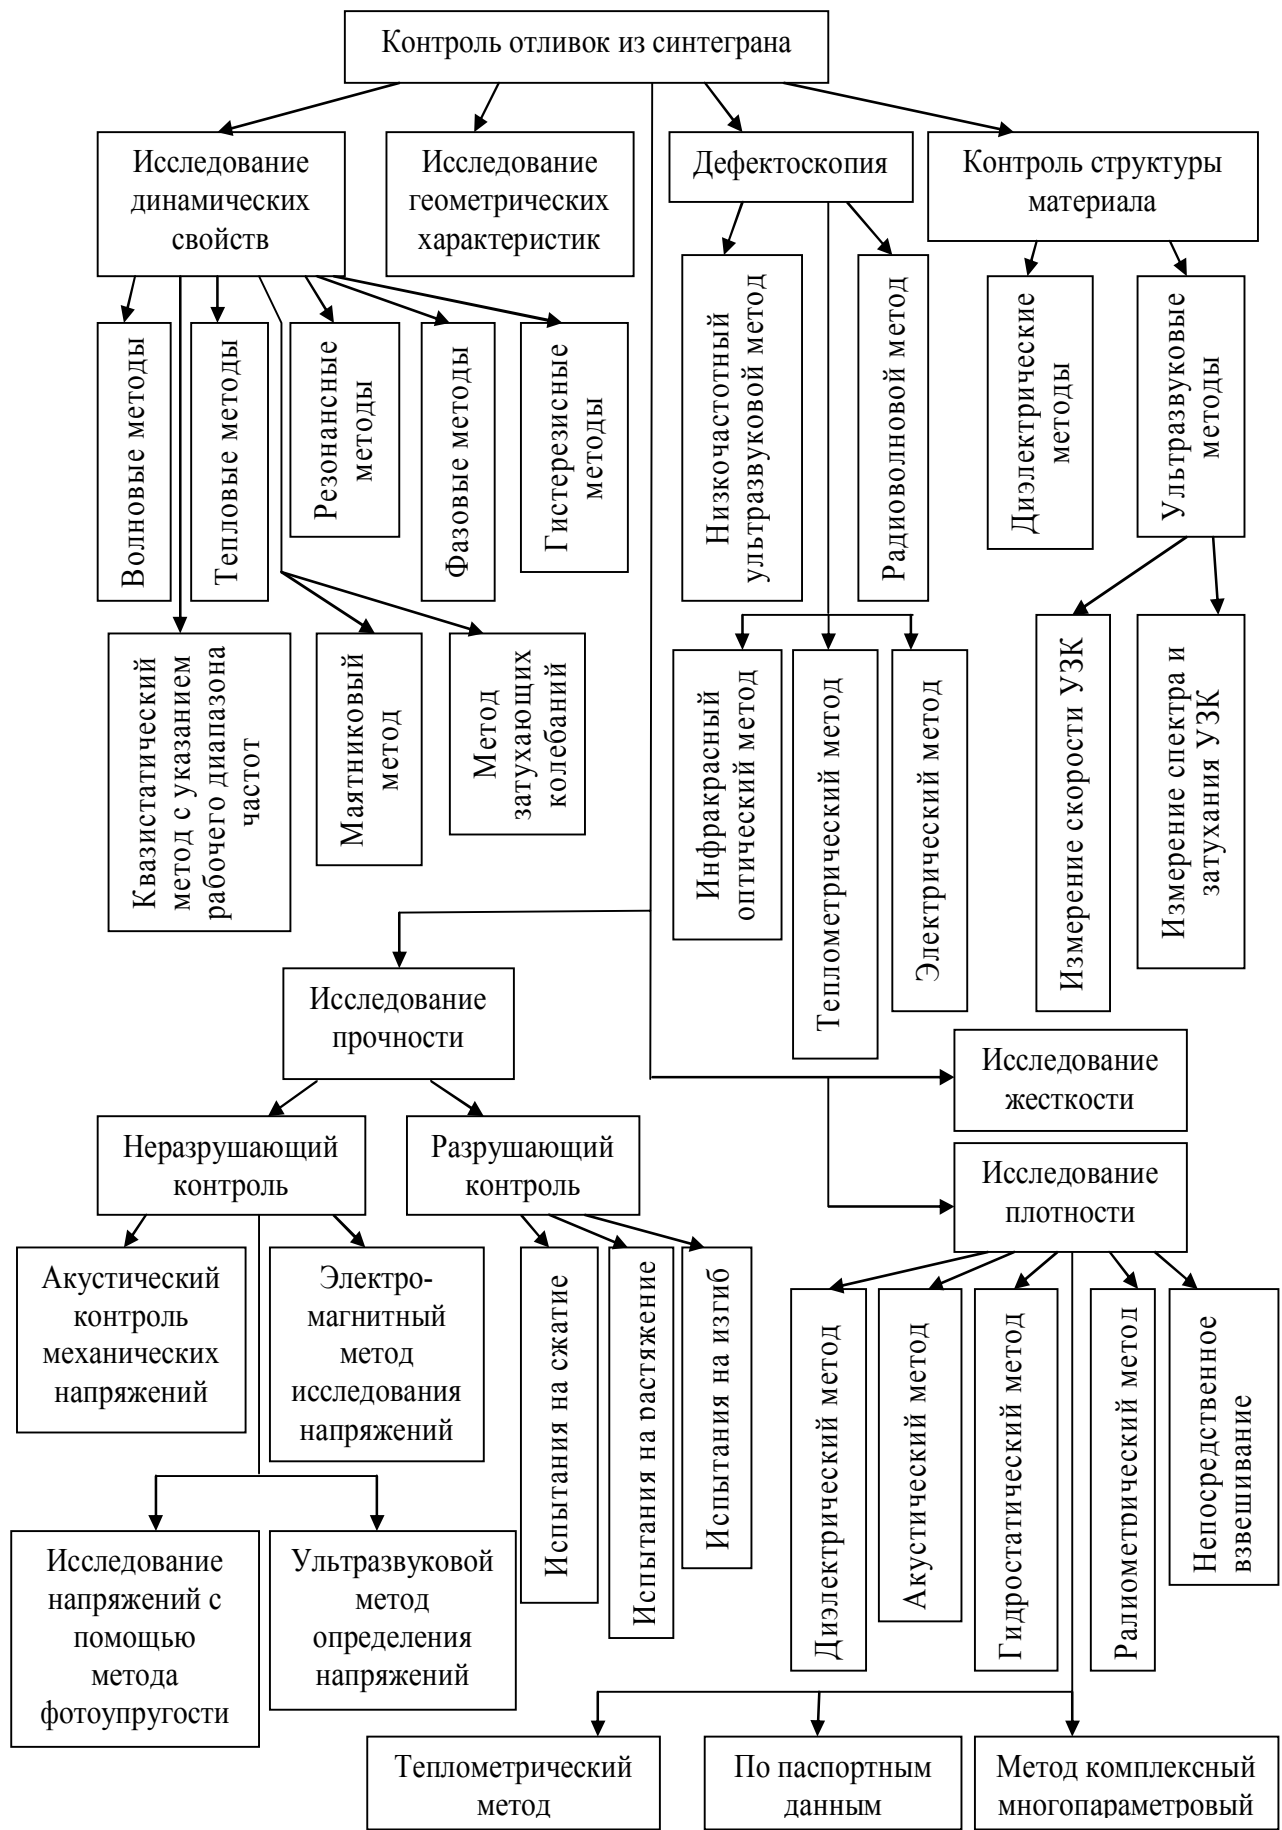 Контроль отливок из синтеграна
Исследование
динамических
свойств
Исследование
геометрических
характеристик
Дефектоскопия
Контроль структуры
материала
Волновые методы
Тепловые методы
Резонансные
методы
Фазовые методы
Гистерезисные
методы
Низкочастотный
ультразвуковой метод
Радиоволновой метод
Диэлектрические
методы
Ультразвуковые
методы
Квазистатический
метод с указанием
рабочего диапазона
частот
Маятниковый
метод
Метод
затухающих
колебаний
Инфракрасный
оптический метод
Теплометрический метод
Электрический метод
Измерение скорости УЗК
Измерение спектра и
затухания УЗК
Исследование
прочности
Исследование
жесткости
Неразрушающий
контроль
Разрушающий
контроль
Исследование
плотности
Акустический
контроль
механических
напряжений
Электро-
магнитный
метод
исследования
напряжений
Испытания на сжатие
Испытания на растяжение
Испытания на изгиб
Диэлектрический метод
Акустический метод
Гидростатический метод
Ралиометрический метод
Непосредственное
взвешивание
Исследование
напряжений с
помощью
метода
фотоупругости
Ультразвуковой
метод
определения
напряжений
Теплометрический
метод
По паспортным
данным
Метод комплексный
многопараметровый